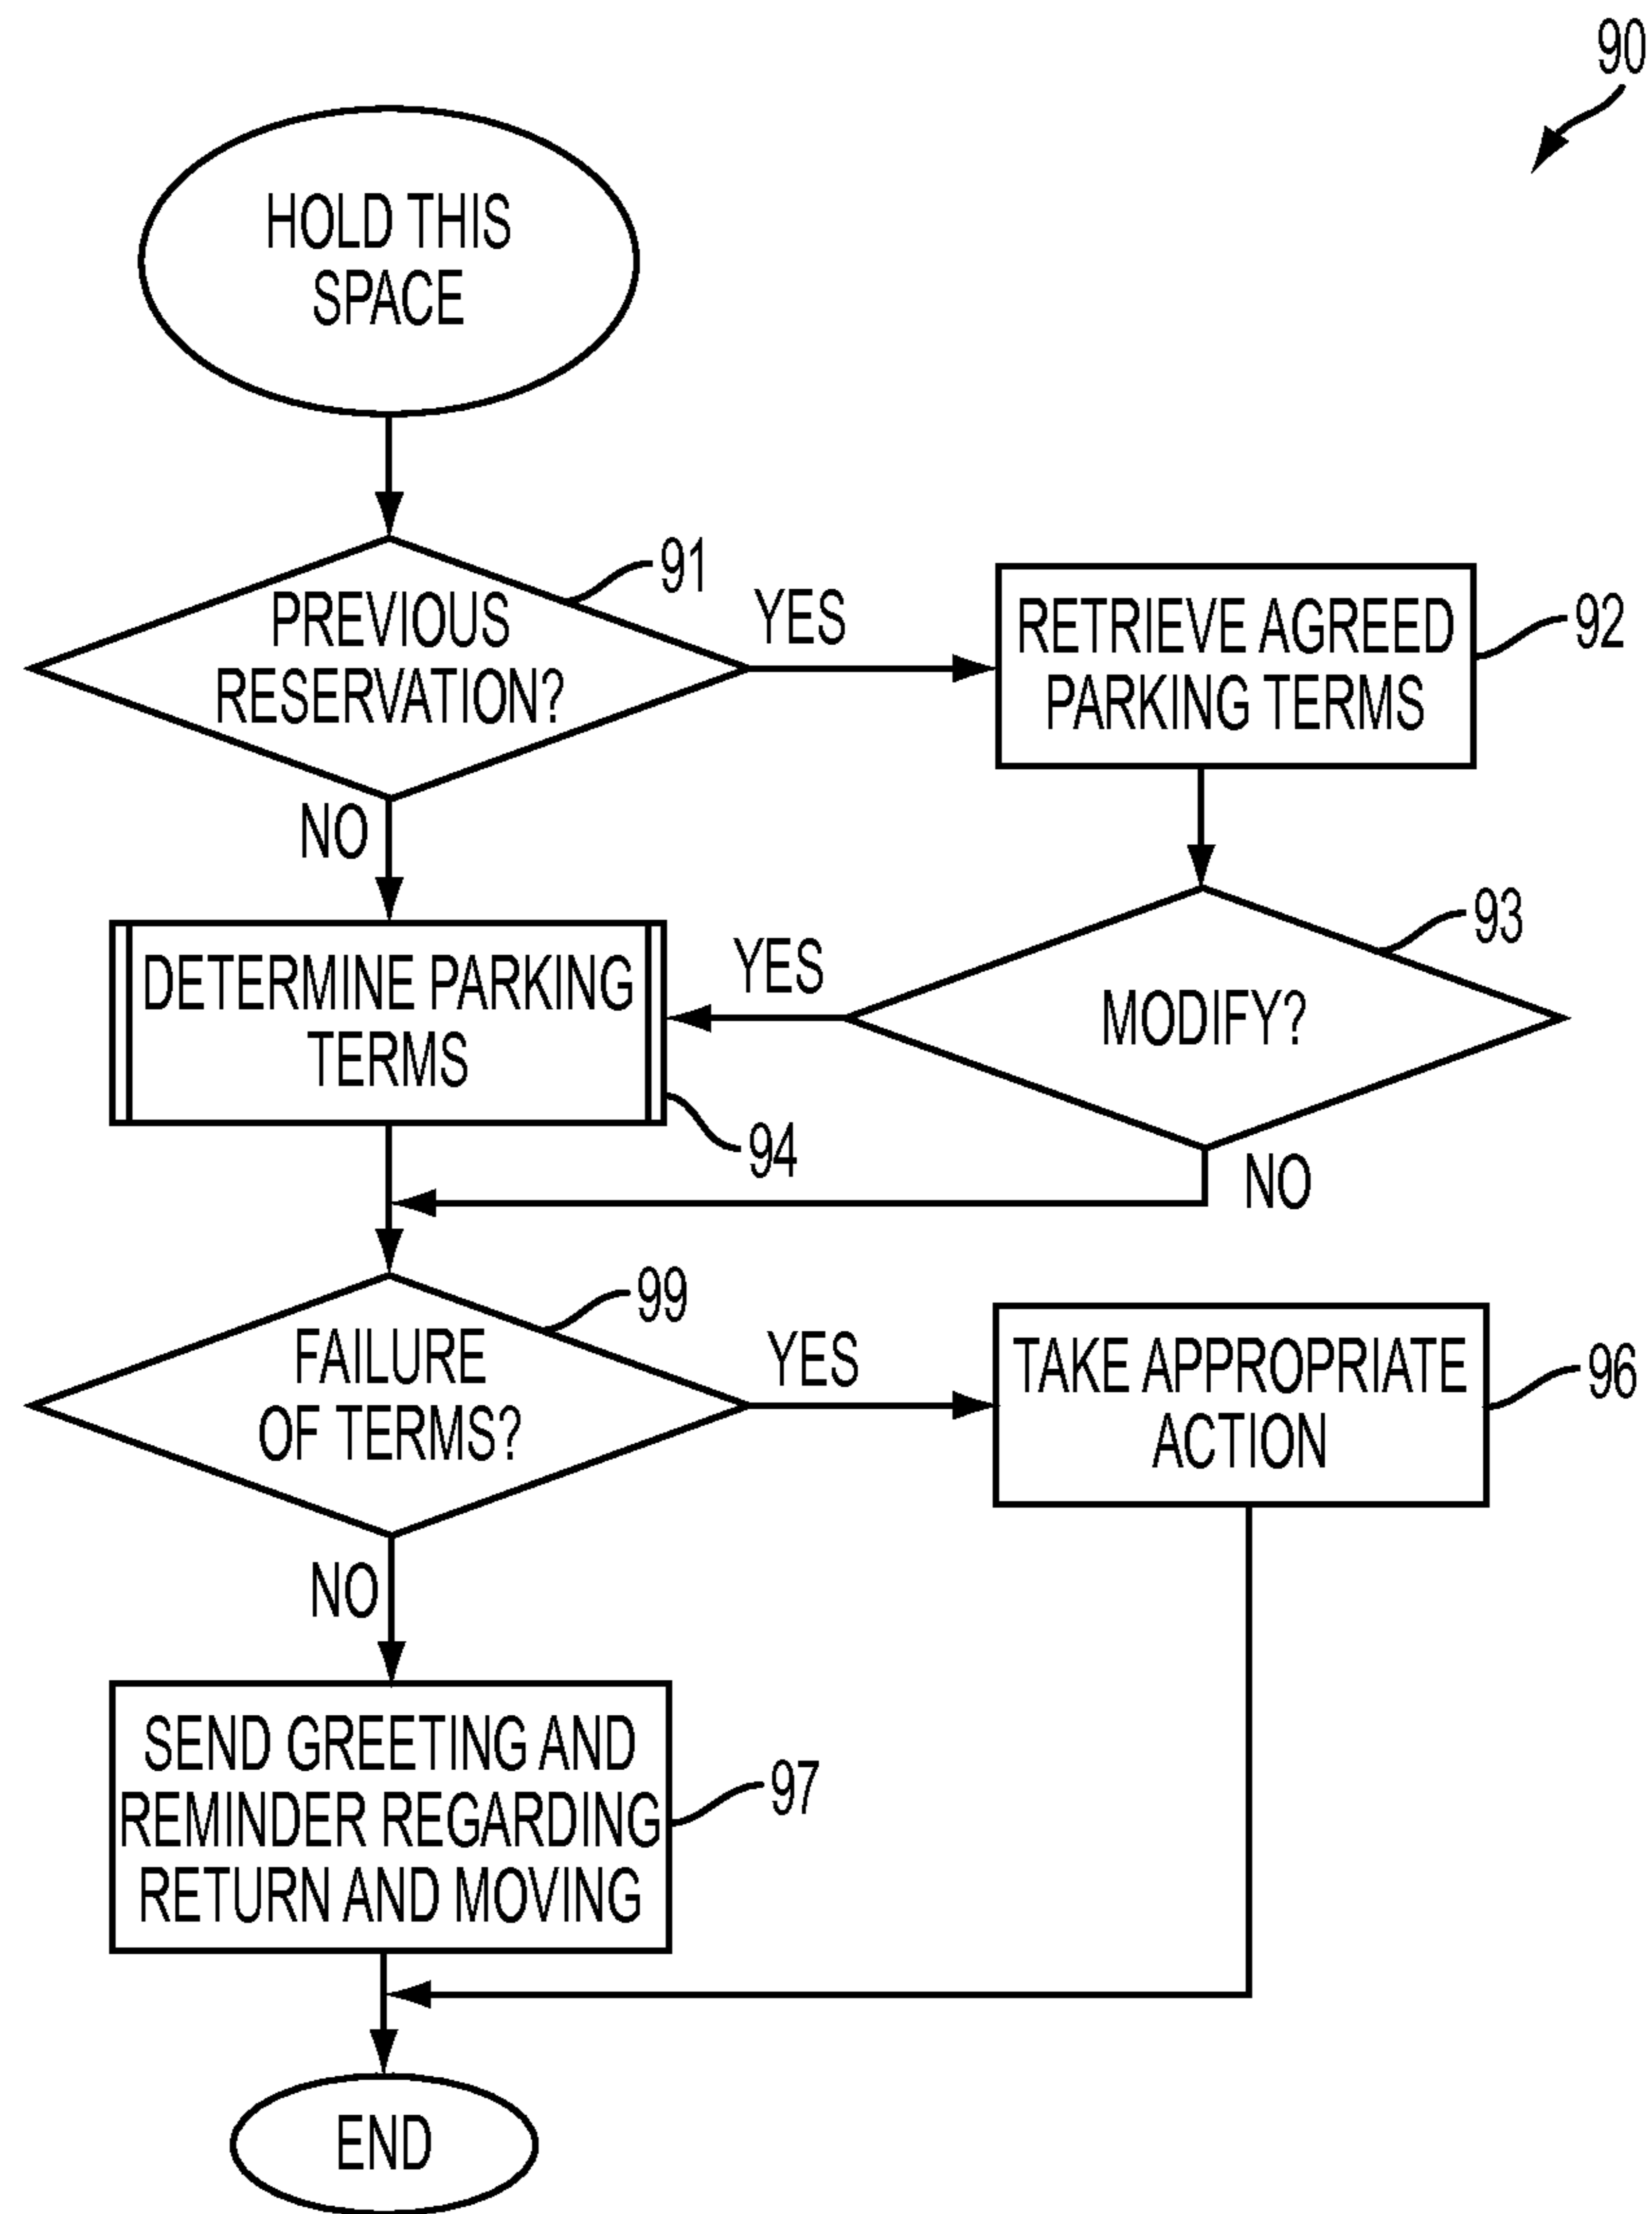 90
HOLD THIS
SPACE
91
PREVIOUS
RESERVATION?
YES
RETRIEVE AGREED
PARKING TERMS
92
NO
93
MODIFY?
YES
DETERMINE PARKING
TERMS
94
NO
99
FAILURE
OF TERMS?
YES
TAKE APPROPRIATE
ACTION
96
NO
SEND GREETING AND
REMINDER REGARDING
RETURN AND MOVING
97
END